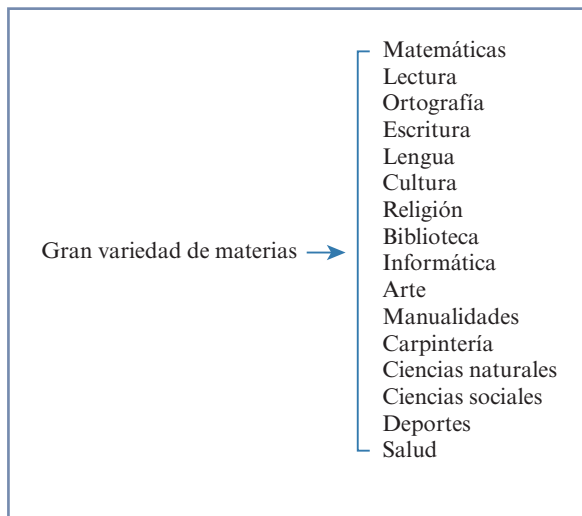 Matemáticas
Lectura
Ortografía
Escritura
Lengua
Cultura
Religión
Biblioteca
Gran variedad de materias
Informática
Arte
Manualidades
Carpintería
Ciencias naturales
Ciencias sociales
Deportes
Salud